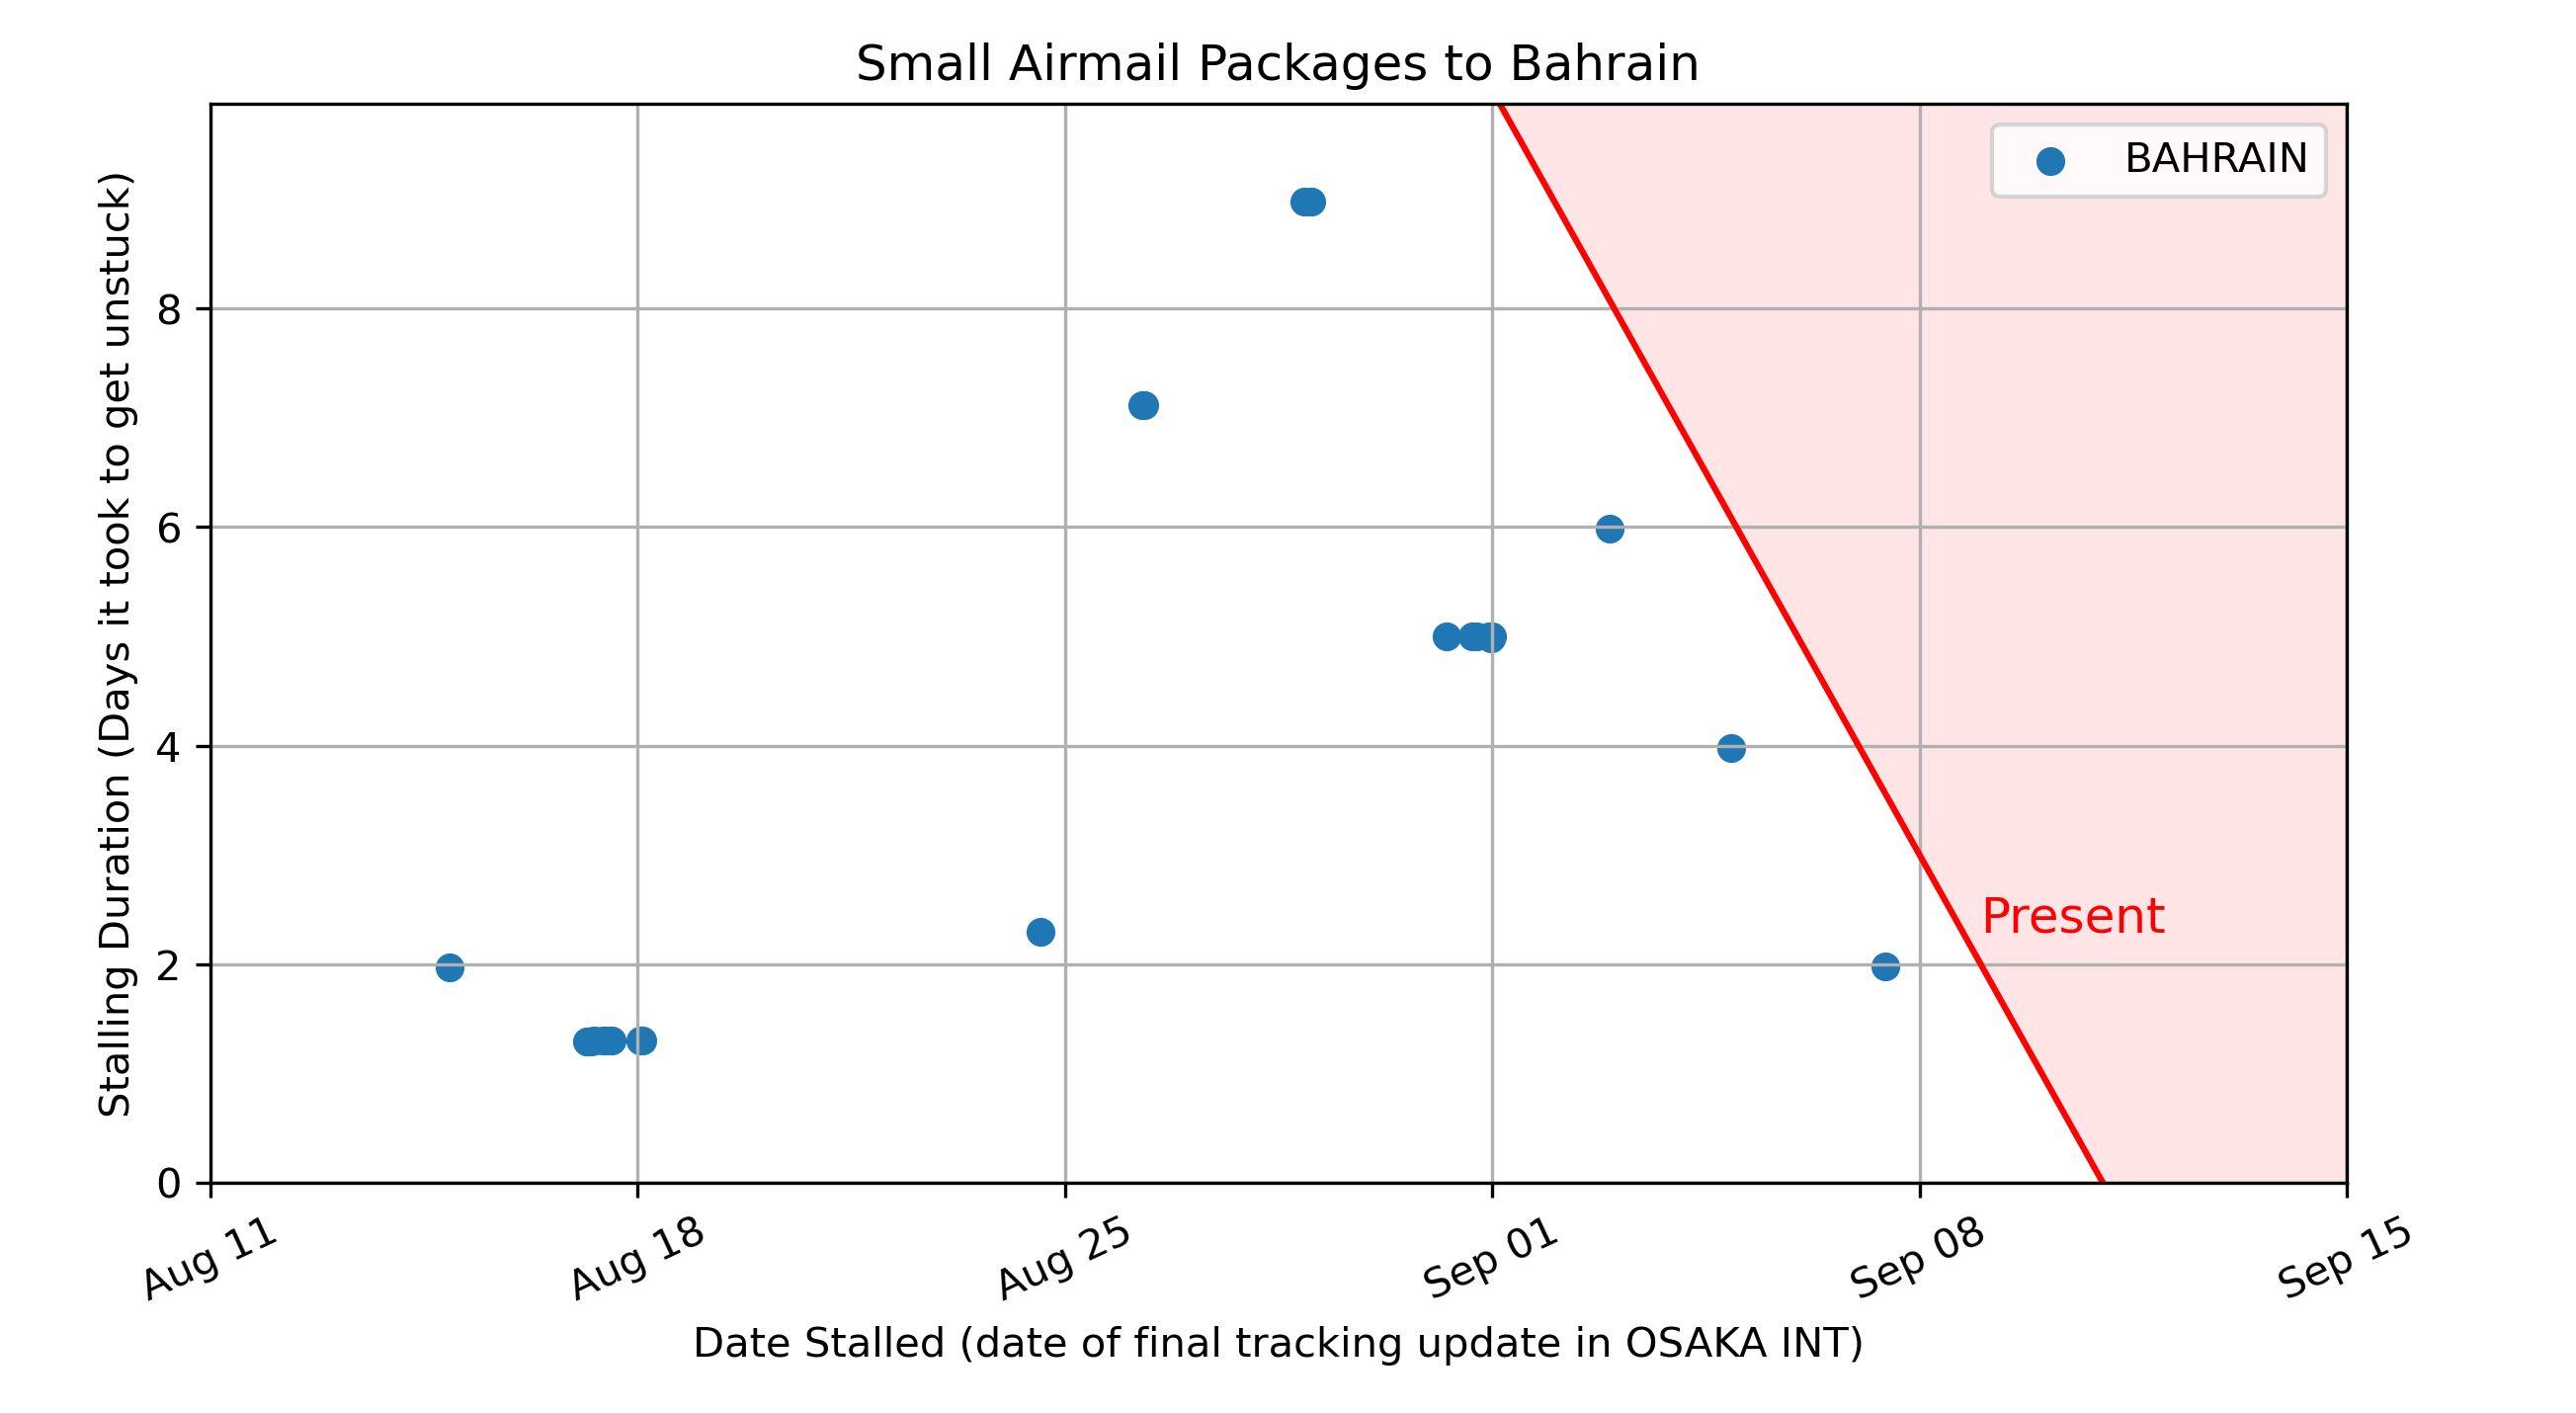 Small Airmail Packages to Bahrain
BAHRAIN
Stalling Duration (Days it took to get unstuck)
8
6
4
2
0
Present
Aug 11
Aug 18
Aug 25
Sep 01
Sep 08
Sep 15
Date Stalled (date of final tracking update in OSAKA INT)